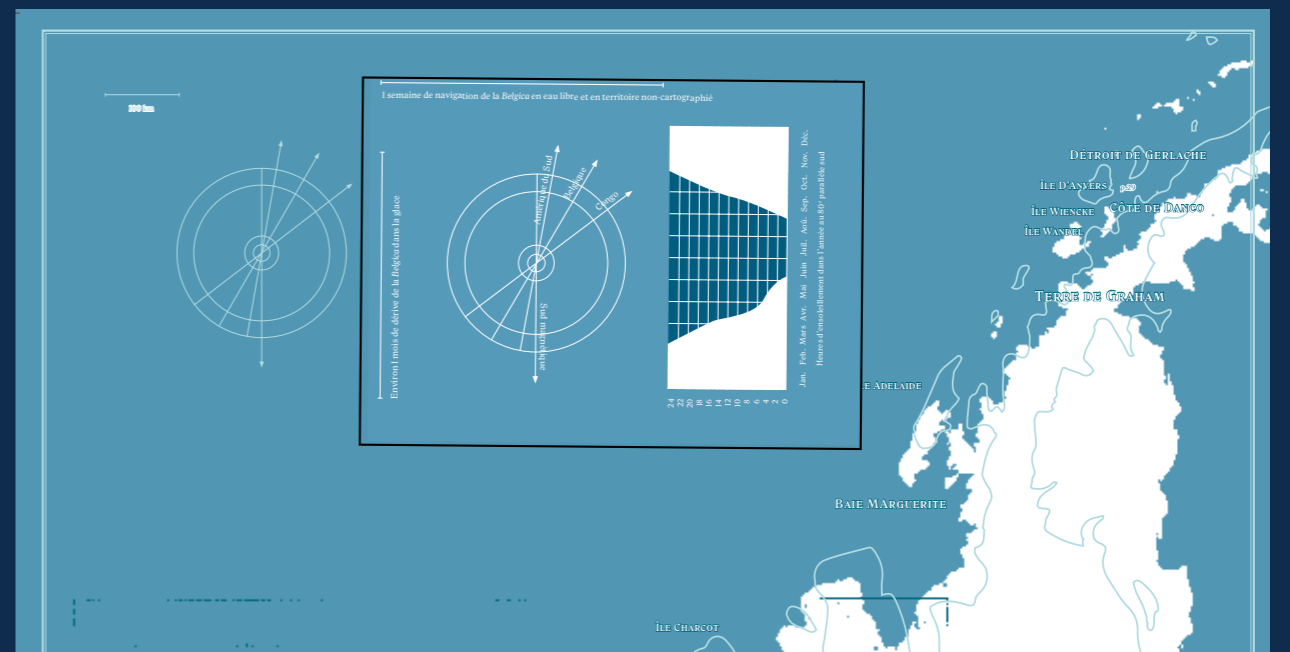 1 semaine de navigation de la Belgica en eau libre et en territoire non-cartographié
Environ 1 mois de dérive de la Belgica dans la glace
Amérique du Sud
Belgique
Congo
Sud magnétique
24 22 20 18 16 14 12 10 8 6 4 2 0
Jan. Feb. Mars Avr. Mai Juin Juil. Aoû. Sep. Oct. Nov. Déc.
Heures d'ensoleillement dans l'année au 80° parallèle sud
Détroit de Gerlache
Île D'Anvers
Île Wiencke
Côte de Danco
Île Wandel
Terre de Graham
e Adelaide
Baie MArguerite
Île Charcot